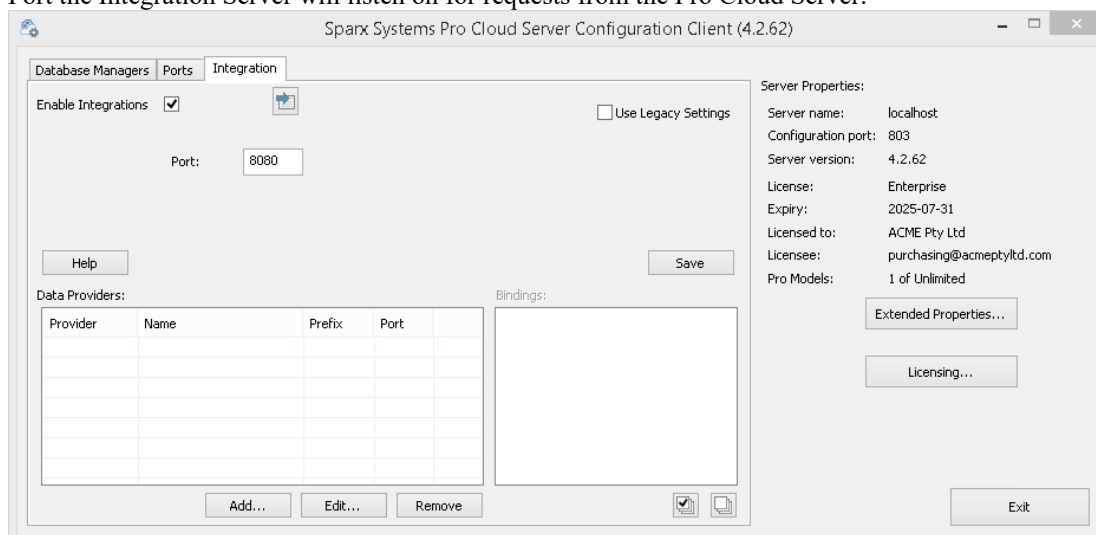 Port the Integration Server will listen on for requests from the Pro Cloud Server.
Sparx Systems Pro Cloud Server Configuration Client (4.2.62)
Database Managers Ports Integration
Enable Integrations
Use Legacy Settings
Port: 8080
Help
Save
Data Providers:
Bindings:
Provider Name Prefix Port
Add... Edit... Remove
Server Properties:
Server name: localhost
Configuration port: 803
Server version: 4.2.62
License: Enterprise
Expiry: 2025-07-31
Licensed to: ACME Pty Ltd
Licensee: purchasing@acmeptyltd.com
Pro Models: 1 of Unlimited
Extended Properties...
Licensing...
Exit